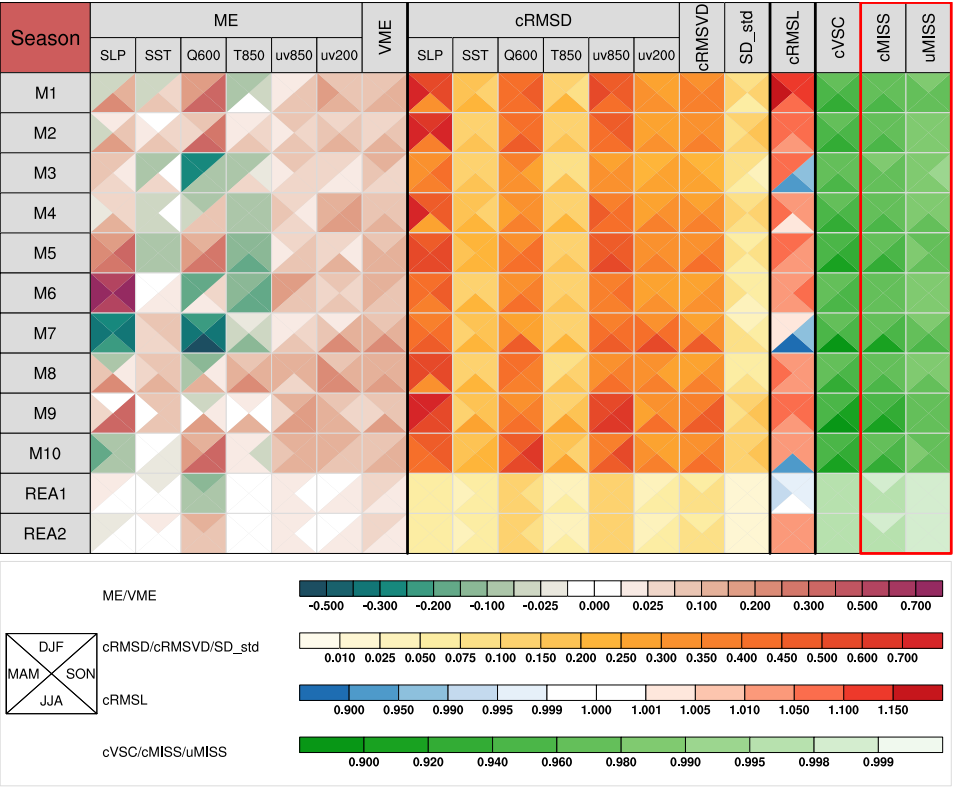 Season ME VME cRMSD cRMSVD SD_std cRMSL cVSC cMISS uMISS
SLP SST Q600 T850 uv850 uv200 SLP SST Q600 T850 uv850 uv200
M1
M2
M3
M4
M5
M6
M7
M8
M9
M10
REA1
REA2
ME/VME
-0.500 -0.300 -0.200 -0.100 -0.025 0.000 0.025 0.100 0.200 0.300 0.500 0.700
DJF
MAM SON
JJA
cRMSD/cRMSVD/SD_std
0.010 0.025 0.050 0.075 0.100 0.150 0.200 0.250 0.300 0.350 0.400 0.450 0.500 0.600 0.700
cRMSL
0.900 0.950 0.990 0.995 0.999 1.000 1.001 1.005 1.010 1.050 1.100 1.150
cVSC/cMISS/uMISS
0.900 0.920 0.940 0.960 0.980 0.990 0.995 0.998 0.999